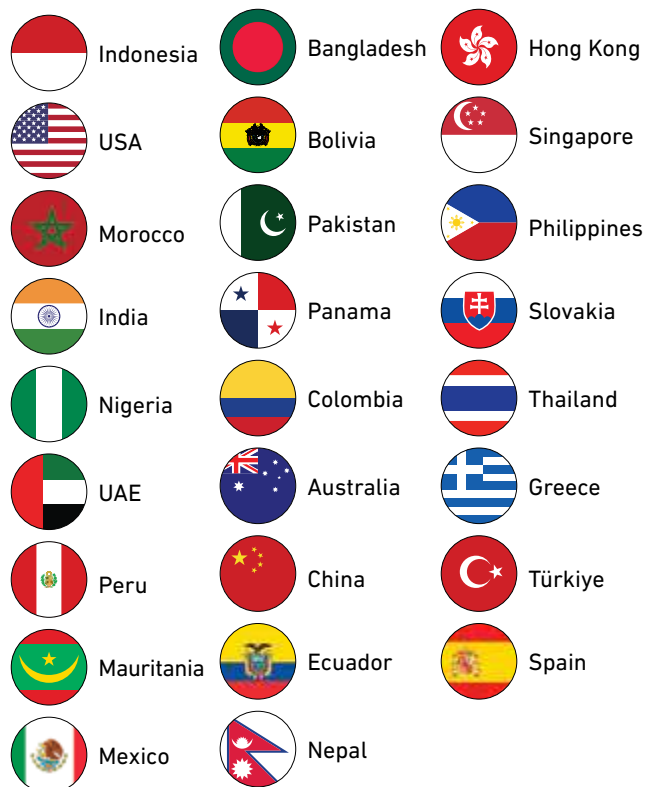 Indonesia
USA
Morocco
India
Nigeria
UAE
Peru
Mauritania
Mexico
Bangladesh
Bolivia
Pakistan
Panama
Colombia
Australia
China
Ecuador
Nepal
Hong Kong
Singapore
Philippines
Slovakia
Thailand
Greece
Türkiye
Spain